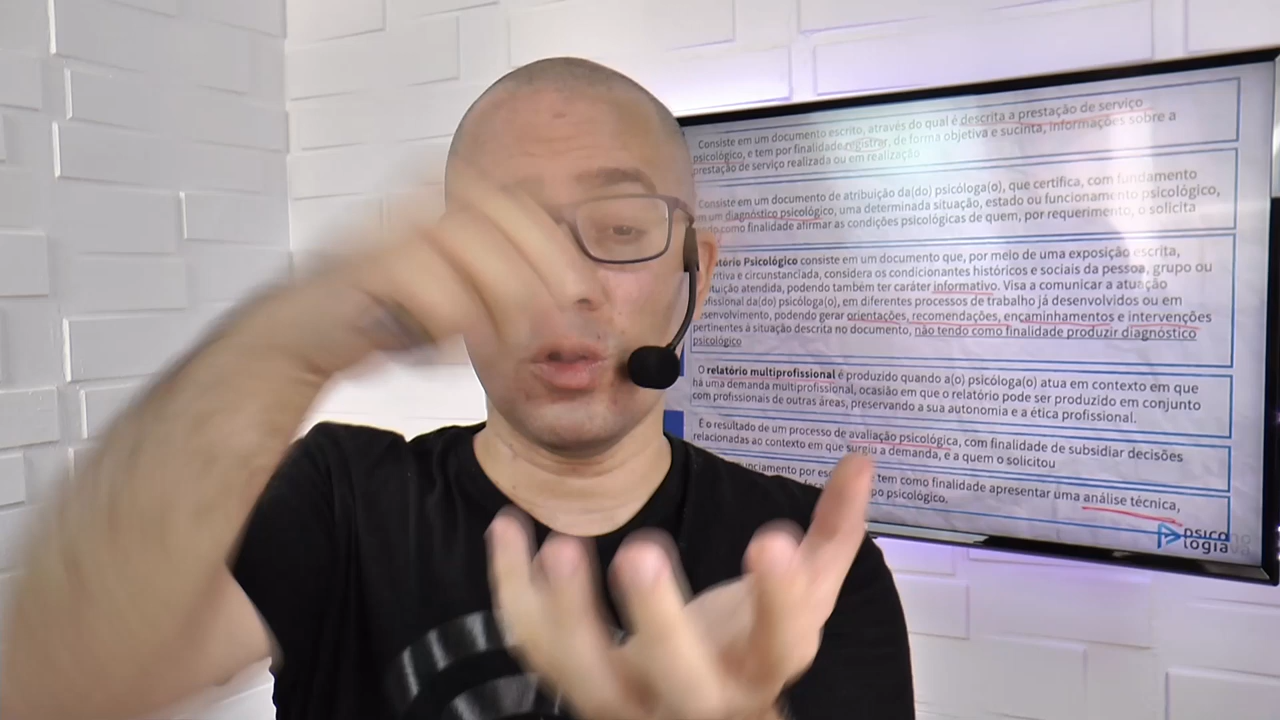 Consiste em um documento escrito, através do qual é descrita a prestação de serviço
psicológico, e tem por finalidade registrar, de forma objetiva e sucinta, informações sobre a
prestação de serviço realizada ou em realização
Consiste em um documento de atribuição da(do) psicóloga(o), que certifica, com fundamento
em um diagnóstico psicológico, uma determinada situação, estado ou funcionamento psicológico,
como finalidade afirmar as condições psicológicas de quem, por requerimento, o solicita
Psicológico consiste em um documento que, por meio de uma exposição escrita,
e circunstanciada, considera os condicionantes históricos e sociais da pessoa, grupo ou
atendida, podendo também ter caráter informativo. Visa a comunicar a atuação
da(do) psicóloga(o), em diferentes processos de trabalho já desenvolvidos ou em
desenvolvimento, podendo gerar orientações, recomendações, encaminhamentos e intervenções
pertinentes à situação descrita no documento, não tendo como finalidade produzir diagnóstico
psicológico
O relatório multiprofissional é produzido quando a(o) psicóloga(o) atua em contexto em que
há uma demanda multiprofissional, ocasião em que o relatório pode ser produzido em conjunto
com profissionais de outras áreas, preservando a sua autonomia e a ética profissional.
É o resultado de um processo de avaliação psicológica, com finalidade de subsidiar decisões
relacionadas ao contexto em que surgiu a demanda, e a quem o solicitou
por tem como finalidade apresentar uma análise técnica,
psicológico.
psico
logia